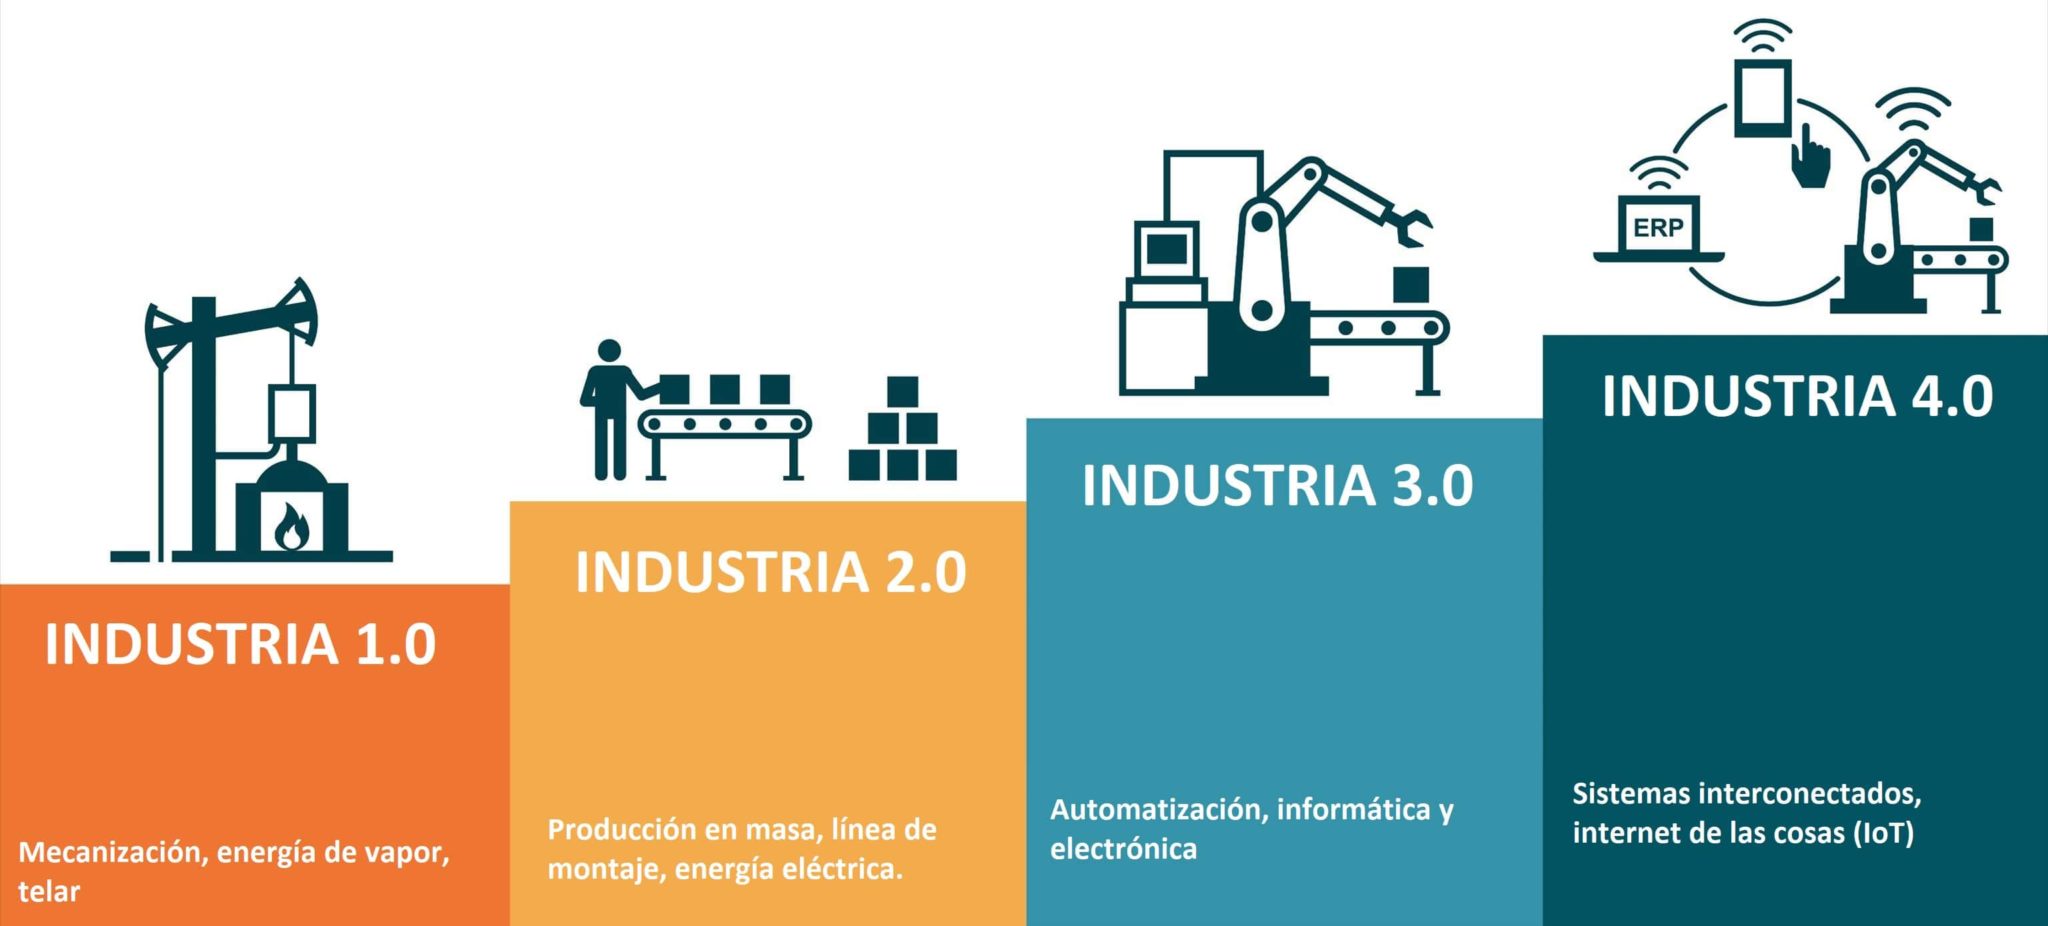 INDUSTRIA 1.0
Mecanización, energía de vapor,
telar
INDUSTRIA 2.0
Producción en masa, línea de
montaje, energía eléctrica.
INDUSTRIA 3.0
Automatización, informática y
electrónica
ERP
INDUSTRIA 4.0
Sistemas interconectados,
internet de las cosas (IoT)